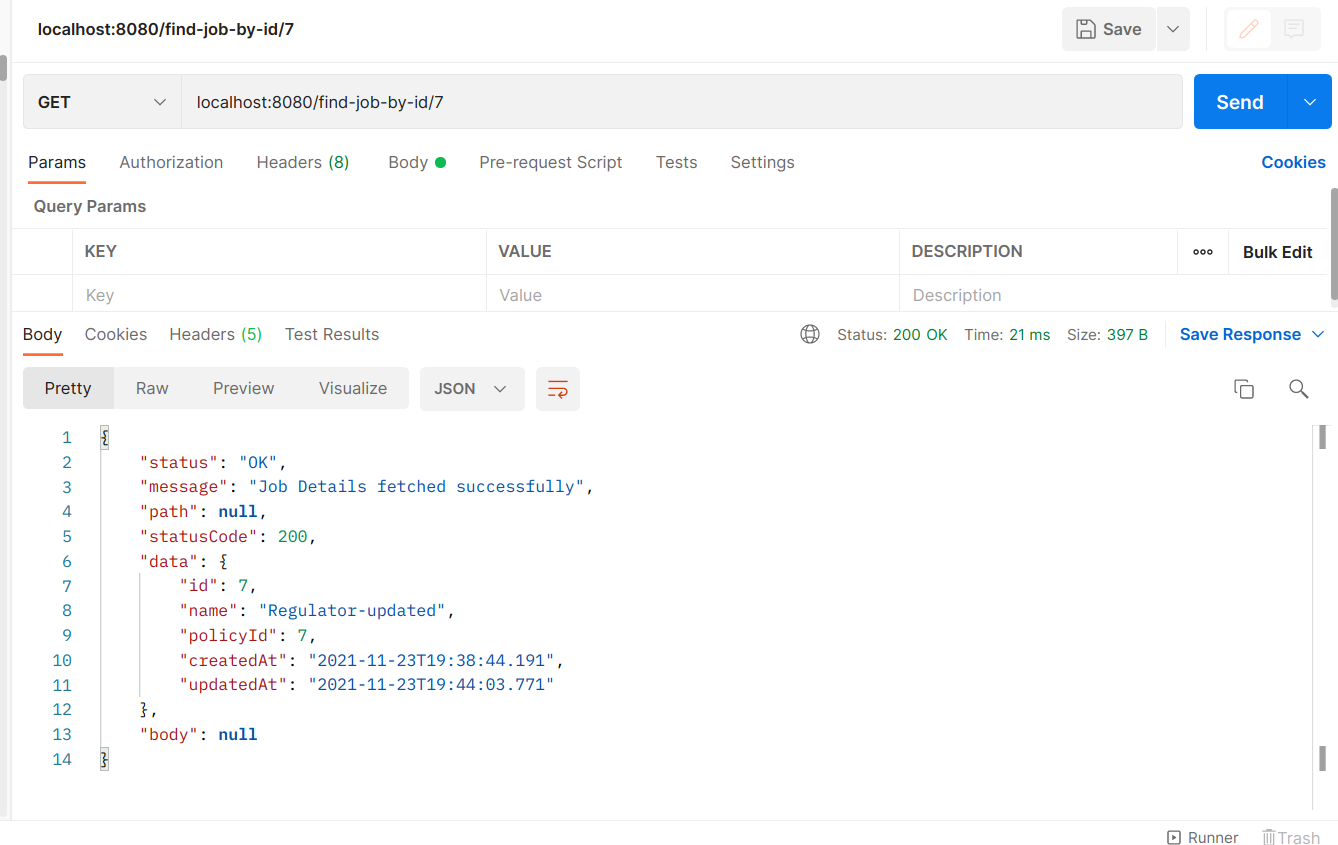 localhost:8080/find-job-by-id/7
Save
GET localhost:8080/find-job-by-id/7 Send
Params Authorization Headers (8) Body Pre-request Script Tests Settings Cookies
Query Params
KEY VALUE DESCRIPTION ooo Bulk Edit
Key Value Description
Body Cookies Headers (5) Test Results Status: 200 OK Time: 21 ms Size: 397 B Save Response
Pretty Raw Preview Visualize JSON
1 {
2 "status": "OK",
3 "message": "Job Details fetched successfully",
4 "path": null,
5 "statusCode": 200,
6 "data": {
7 "id": 7,
8 "name": "Regulator-updated",
9 "policyId": 7,
10 "createdAt": "2021-11-23T19:38:44.191",
11 "updatedAt": "2021-11-23T19:44:03.771"
12 },
13 "body": null
14 }
Runner Trash